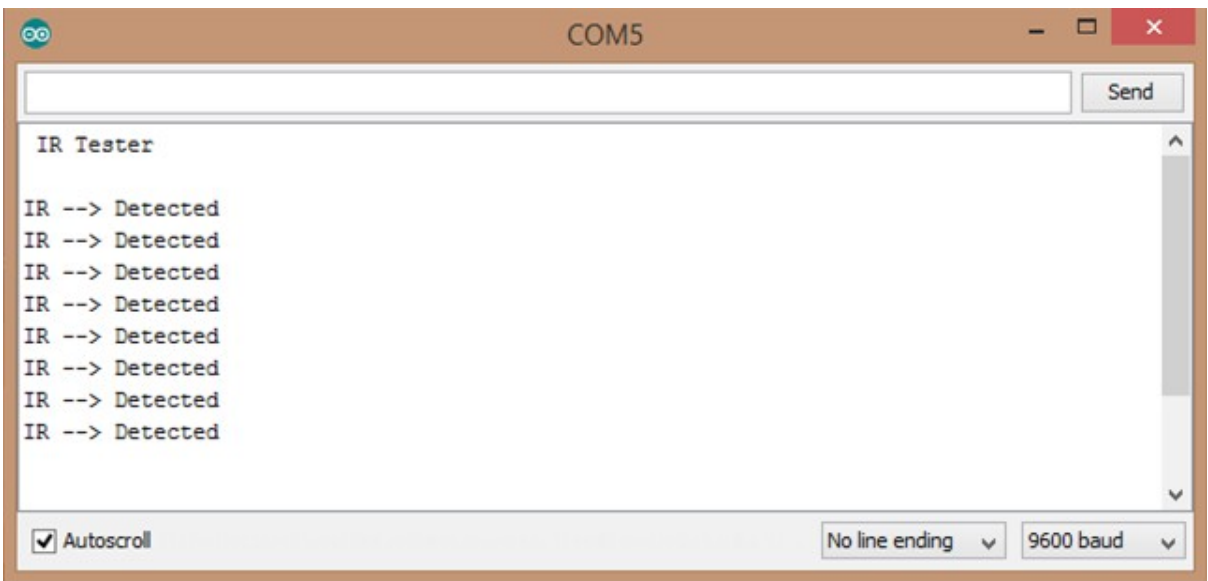 COM5
Send
IR Tester
IR --> Detected
IR --> Detected
IR --> Detected
IR --> Detected
IR --> Detected
IR --> Detected
IR --> Detected
IR --> Detected
Autoscroll No line ending 9600 baud